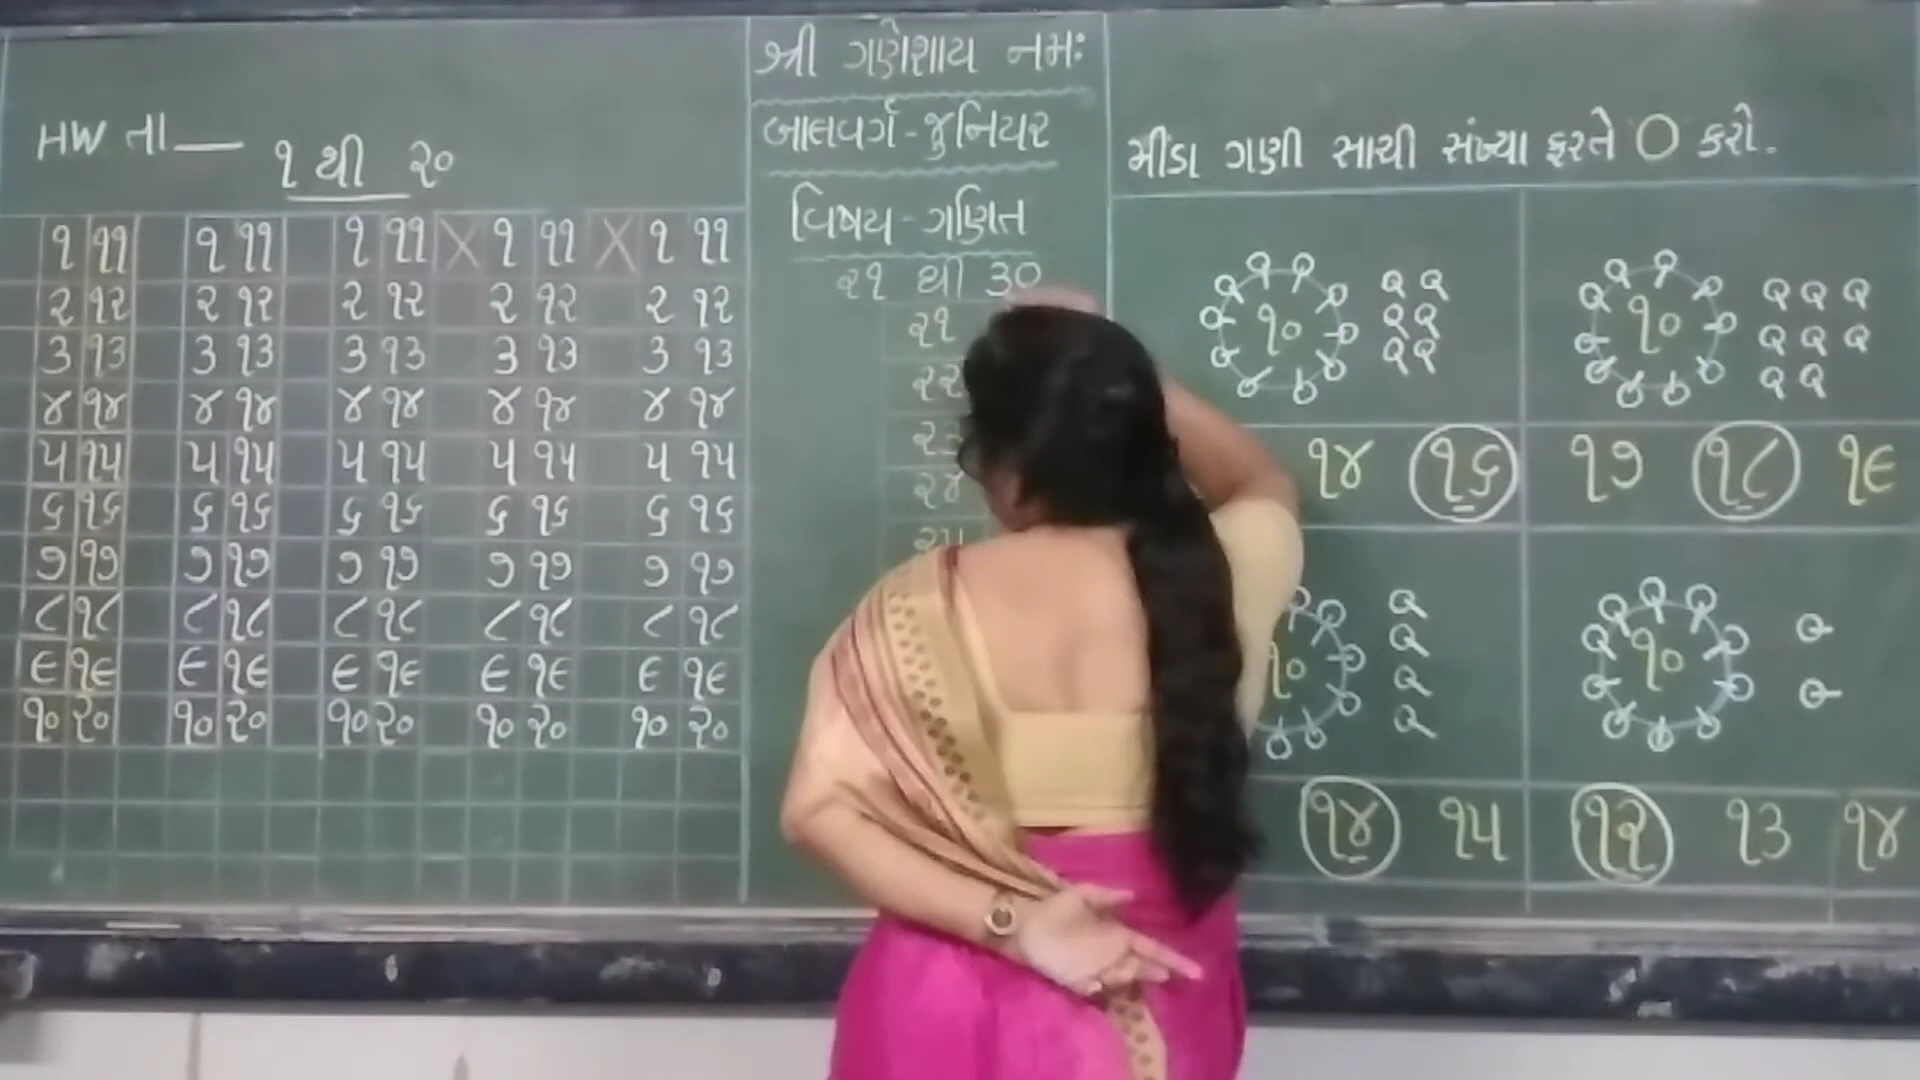 HW તા
૧ થી ૨૦
૧ ૧૧ ૧ ૧૧ ૧ ૧૧ X ૧ ૧૧ X ૧ ૧૧
૨ ૧૨ ૨ ૧૨ ૨ ૧૨ ૨ ૧૨ ૨ ૧૨
૩ ૧૩ ૩ ૧૩ ૩ ૧૩ ૩ ૧૩ ૩ ૧૩
૪ ૧૪ ૪ ૧૪ ૪ ૧૪ ૪ ૧૪ ૪ ૧૪
૫ ૧૫ ૫ ૧૫ ૫ ૧૫ ૫ ૧૫ ૫ ૧૫
૬ ૧૬ ૬ ૧૬ ૬ ૧૬ ૬ ૧૬ ૬ ૧૬
૭ ૧૭ ૭ ૧૭ ૭ ૧૭ ૭ ૧૭ ૭ ૧૭
૮ ૧૮ ૮ ૧૮ ૮ ૧૮ ૮ ૧૮ ૮ ૧૮
૯ ૧૯ ૯ ૧૯ ૯ ૧૯ ૯ ૧૯ ૯ ૧૯
૧૦ ૨૦ ૧૦ ૨૦ ૧૦ ૨૦ ૧૦ ૨૦ ૧૦ ૨૦
શ્રી ગણેશાય નમઃ
બાલવર્ગ - જુનિયર
વિષય - ગણિત
૨૧ થી ૩૦
૨૧
૨૨
૨૩
૨૪
૨૫
મીંડા ગણી સાચી સંખ્યા ફરતે O કરો.
૧૦ ૧૦
૧૪ ૧૬ ૧૭ ૧૮ ૧૯
૧૦ ૧૦
૧૪ ૧૫ ૧૨ ૧૩ ૧૪